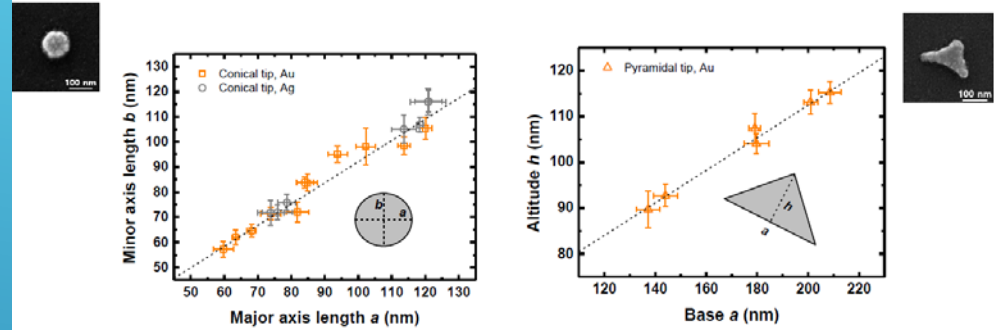 100 nm
Conical tip, Au
Conical tip, Ag
Minor axis length b (nm)
130
120
110
100
90
80
70
60
50
b
a
50 60 70 80 90 100 110 120 130
Major axis length a (nm)
Pyramidal tip, Au
Altitude h (nm)
120
110
100
90
80
h
a
120 140 160 180 200 220
Base a (nm)
100 nm